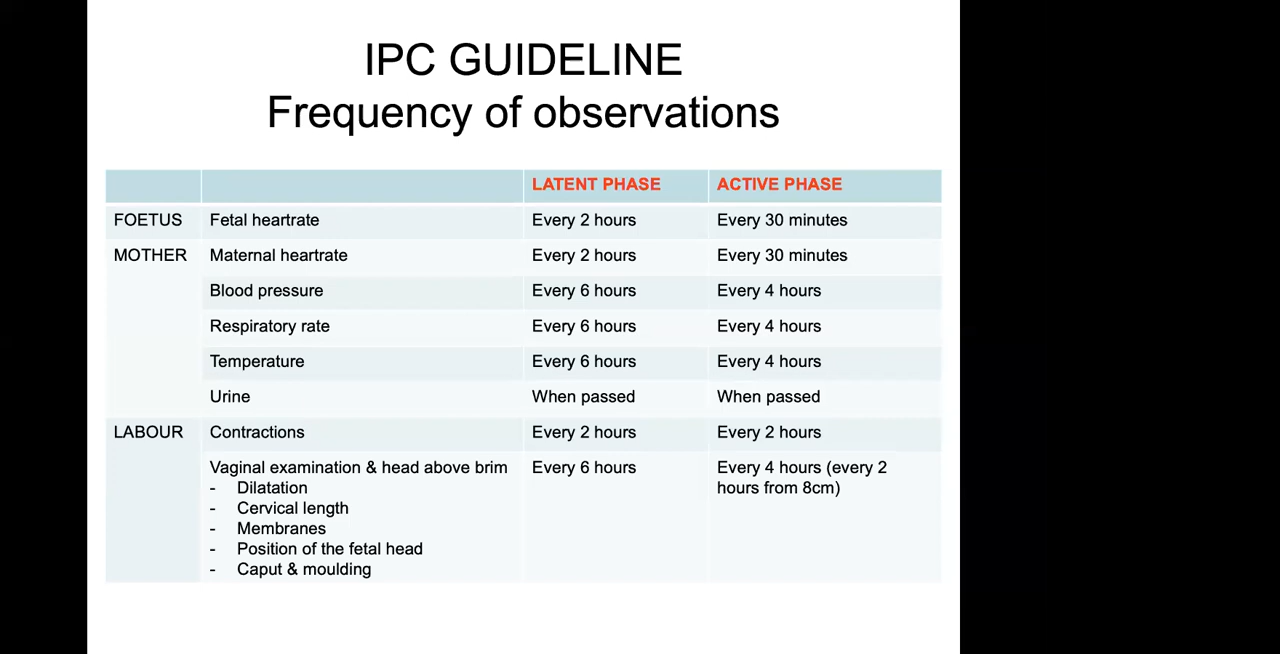 IPC GUIDELINE
Frequency of observations
LATENT PHASE ACTIVE PHASE
FOETUS Fetal heartrate Every 2 hours Every 30 minutes
MOTHER Maternal heartrate Every 2 hours Every 30 minutes
Blood pressure Every 6 hours Every 4 hours
Respiratory rate Every 6 hours Every 4 hours
Temperature Every 6 hours Every 4 hours
Urine When passed When passed
LABOUR Contractions Every 2 hours Every 2 hours
Vaginal examination & head above brim Every 6 hours Every 4 hours (every 2
- Dilatation hours from 8cm)
- Cervical length
- Membranes
- Position of the fetal head
- Caput & moulding